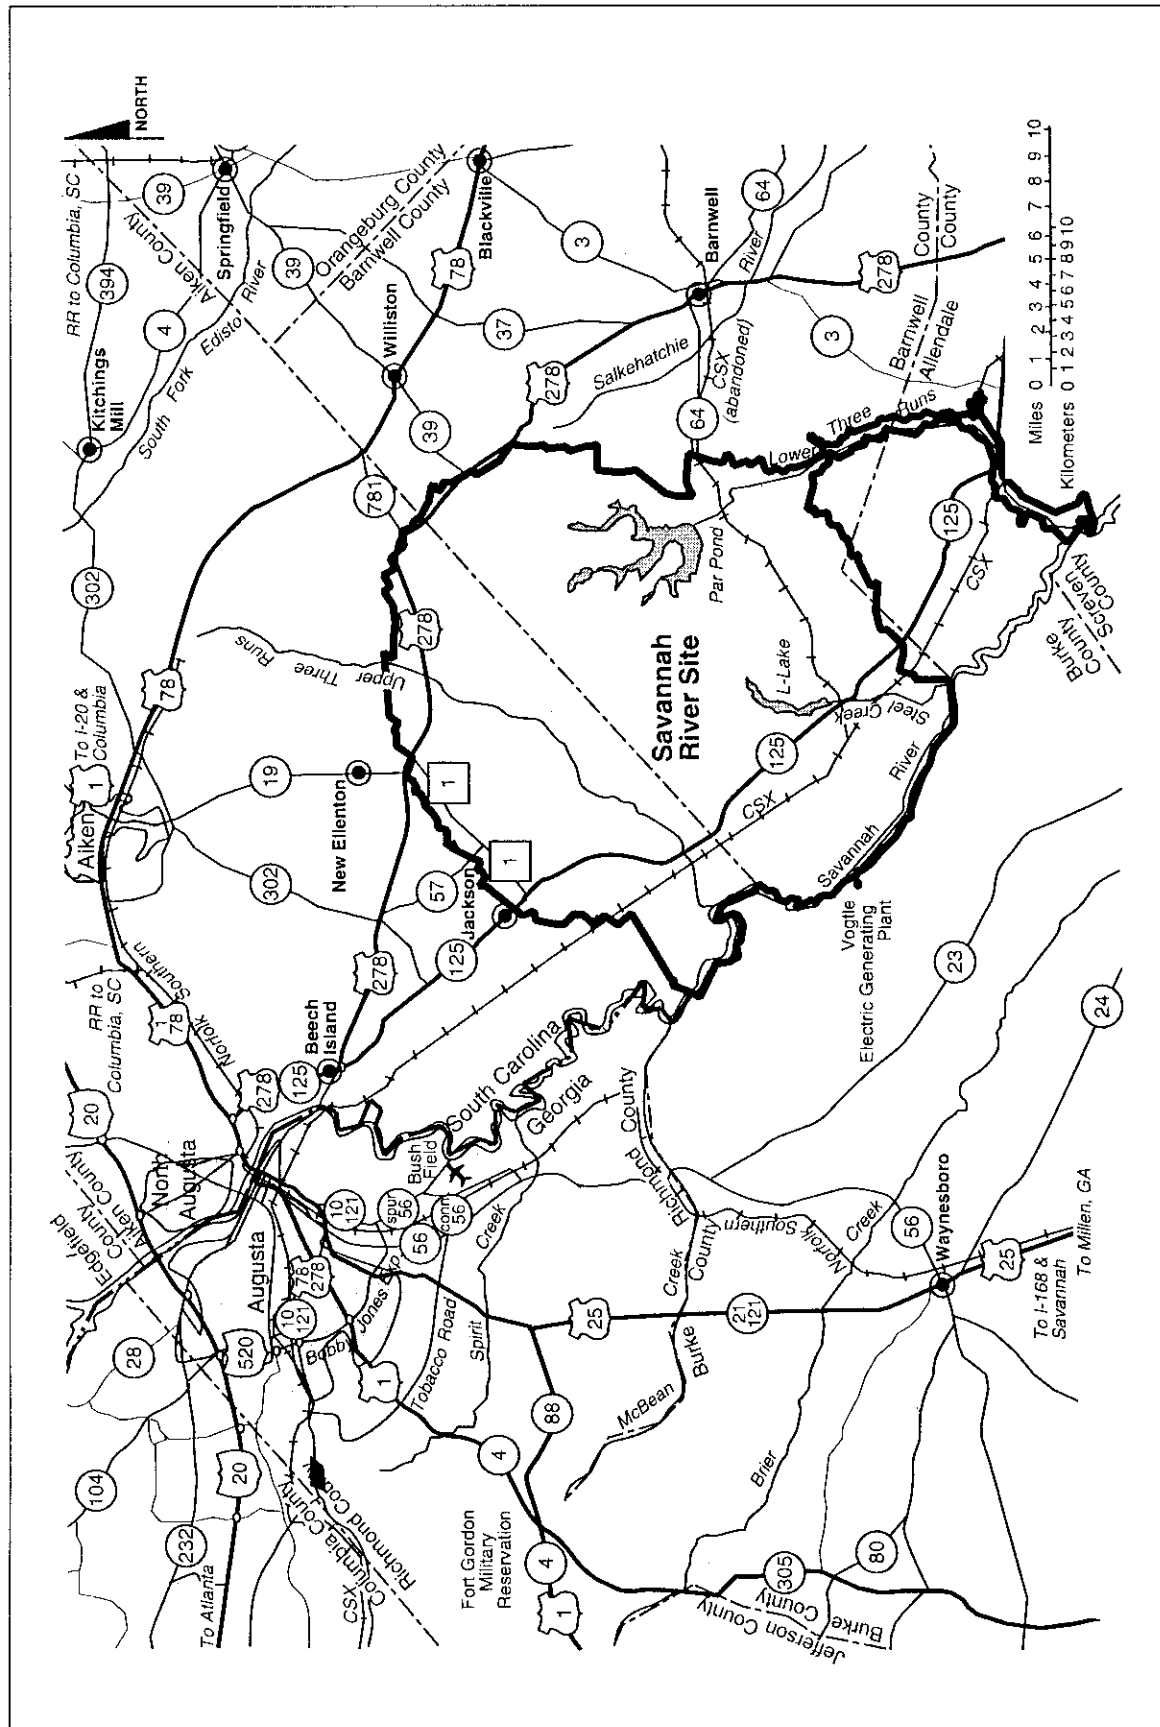 NORTH
RR to Columbia, SC
394
39
Springfield
Kitchings
Mill
4
South Fork
Edisto
River
Aiken County
Orangeburg County
Barnwell County
39
302
78
Williston
78
Blackville
To I-20 &
Columbia
1
Aiken
19
302
New Ellenton
Upper Three
Runs
278
781
39
37
3
278
Salkehatchie
River
CSX
(abandoned)
64
64
Barnwell
278
3
Barnwell
County
Allendale
County
Southern
Norfolk
RR to
Columbia, SC
1
78
278
125
Beech
Island
278
57
Jackson
125
1
1
Savannah
River Site
Par Pond
L-Lake
Steel Creek
Lower
Three
Runs
125
CSX
125
CSX
Savannah
River
Vogtle
Electric Generating
Plant
Burke
County
Screven
County
20
North
Augusta
Edgefield
County
Aiken County
South Carolina
Georgia
Bush
Field
Augusta
10
121
spur
56
conn
56
56
78
278
10
121
Bobby
Jones Exp
520
28
104
232
20
To Atlanta
Columbia County
Richmond County
CSX
1
Tobacco Road
Spirit
Creek
4
88
25
21
121
Fort Gordon
Military
Reservation
4
1
McBean
Creek
Burke
County
Richmond
County
Brier
Creek
Norfolk
Southern
23
24
56
Waynesboro
25
To I-168 &
Savannah
To Millen, GA
305
80
Jefferson County
Burke County
Miles 0 1 2 3 4 5 6 7 8 9 10
Kilometers 0 1 2 3 4 5 6 7 8 9 10